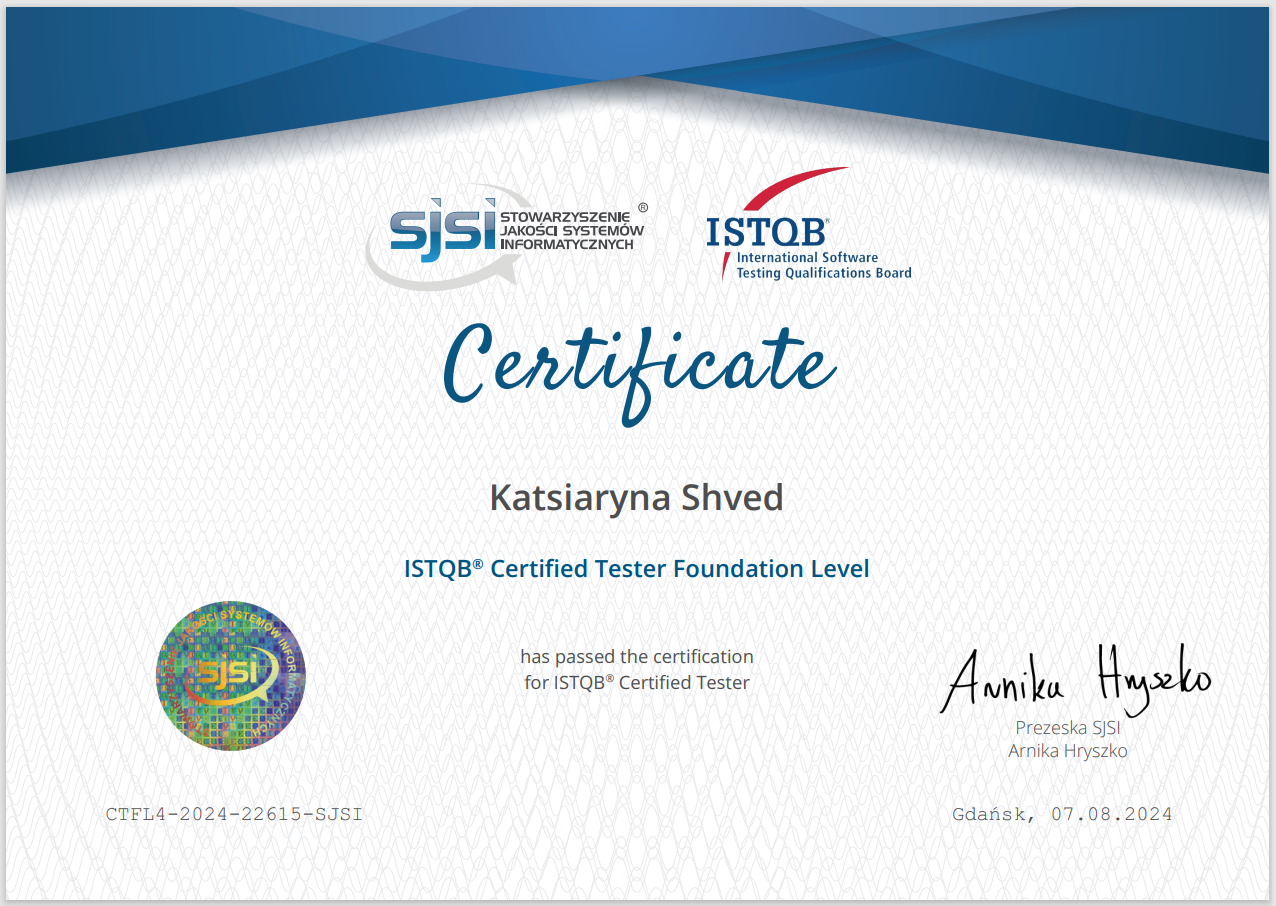 sjsi STOWARZYSZENIE JAKOŚCI SYSTEMÓW INFORMATYCZNYCH ®
ISTQB®
International Software
Testing Qualifications Board
Certificate
Katsiaryna Shved
ISTQB® Certified Tester Foundation Level
JAKOŚCI SYSTEMÓW INFORMATYCZNYCH
sjsi
has passed the certification
for ISTQB® Certified Tester
Arnika Hryszko
Prezeska SJSI
Arnika Hryszko
CTFL4-2024-22615-SJSI
Gdańsk, 07.08.2024